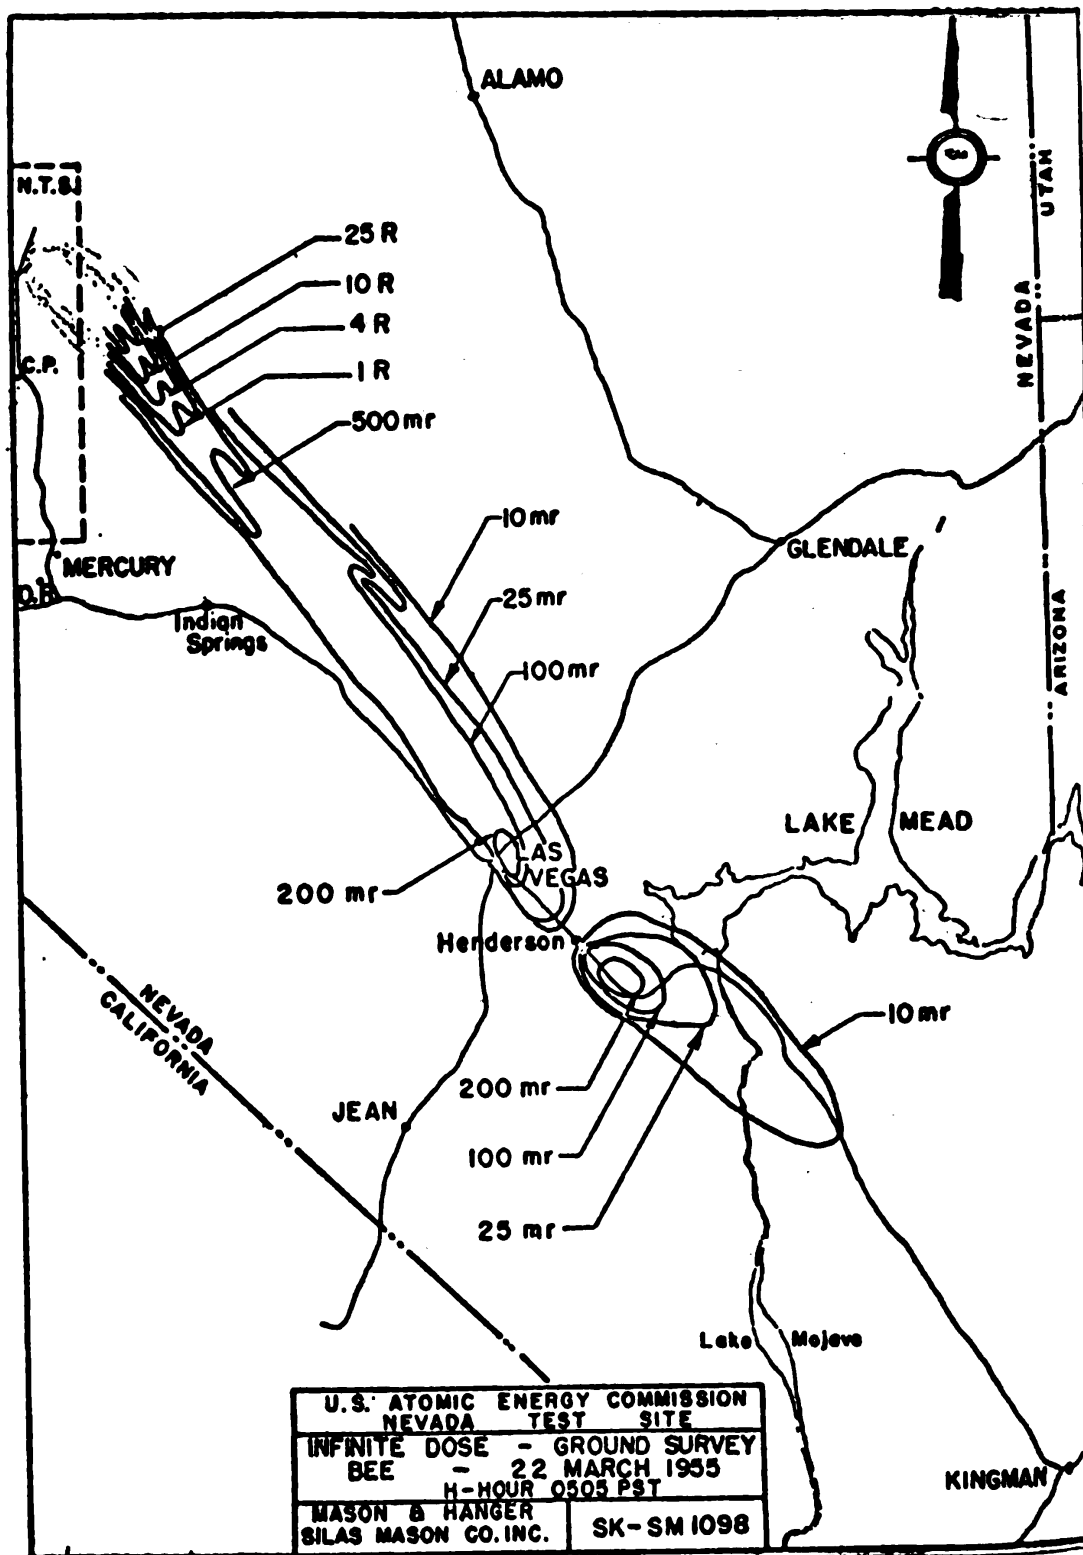 ALAMO
UTAH
N.T.S.
25 R
10 R
4 R
1 R
500 mr
NEVADA
C.P.
10 mr
GLENDALE
MERCURY
25 mr
Indian
Springs
ARIZONA
100 mr
LAKE MEAD
LAS
VEGAS
200 mr
Henderson
NEVADA
CALIFORNIA
10 mr
200 mr
JEAN
100 mr
25 mr
Lake Mojave
KINGMAN
U.S. ATOMIC ENERGY COMMISSION
NEVADA TEST SITE
INFINITE DOSE - GROUND SURVEY
BEE - 22 MARCH 1955
H-HOUR 0505 PST
MASON & HANGER
SILAS MASON CO. INC.
SK-SM 1098